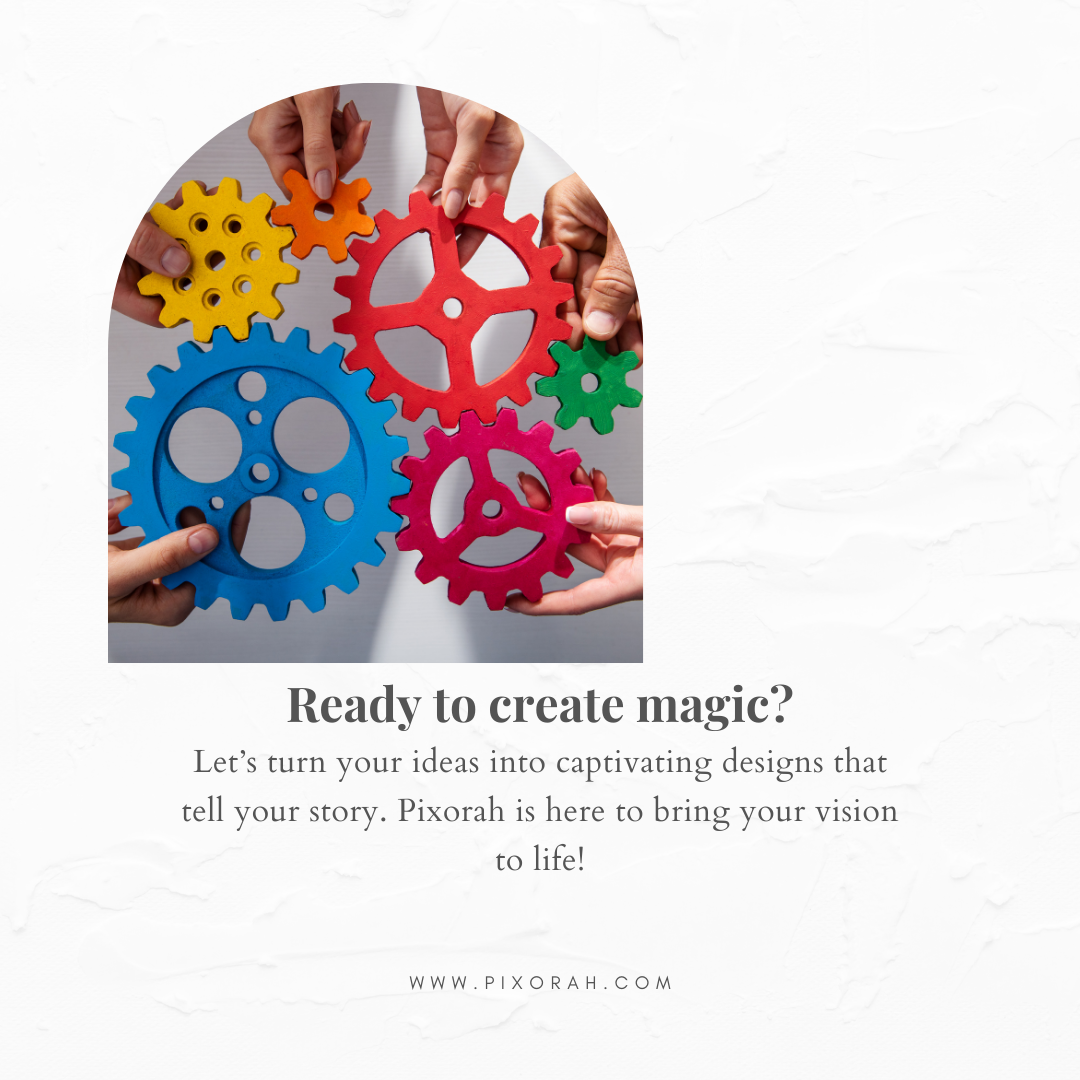 Ready to create magic?
Let’s turn your ideas into captivating designs that
tell your story. Pixorah is here to bring your vision
to life!
WWW.PIXORAH.COM